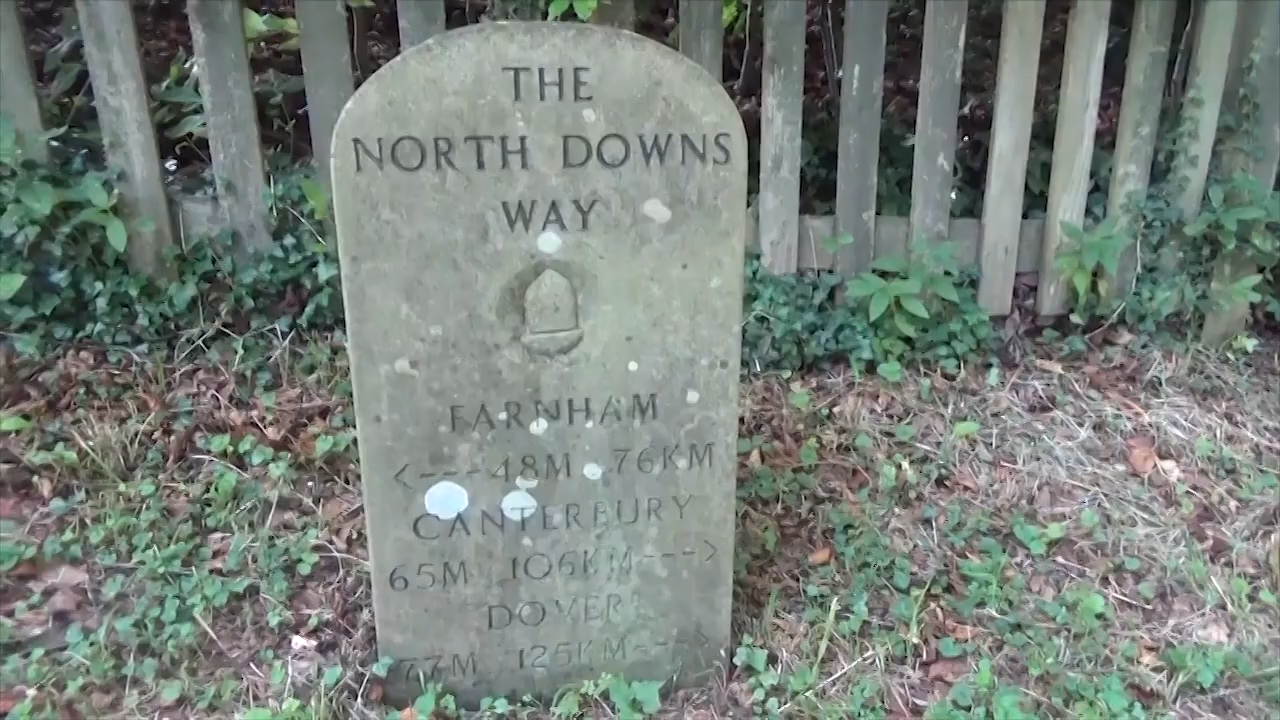 THE
NORTH DOWNS
WAY
FARNHAM
<---48M 76KM
CANTERBURY
65M 106KM--->
DOVER
77M 125KM--->